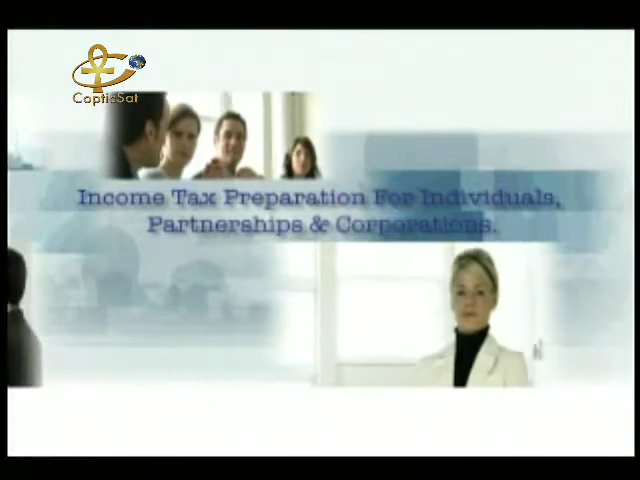 CopticSat
Income Tax Preparation For Individuals,
Partnerships & Corporations.